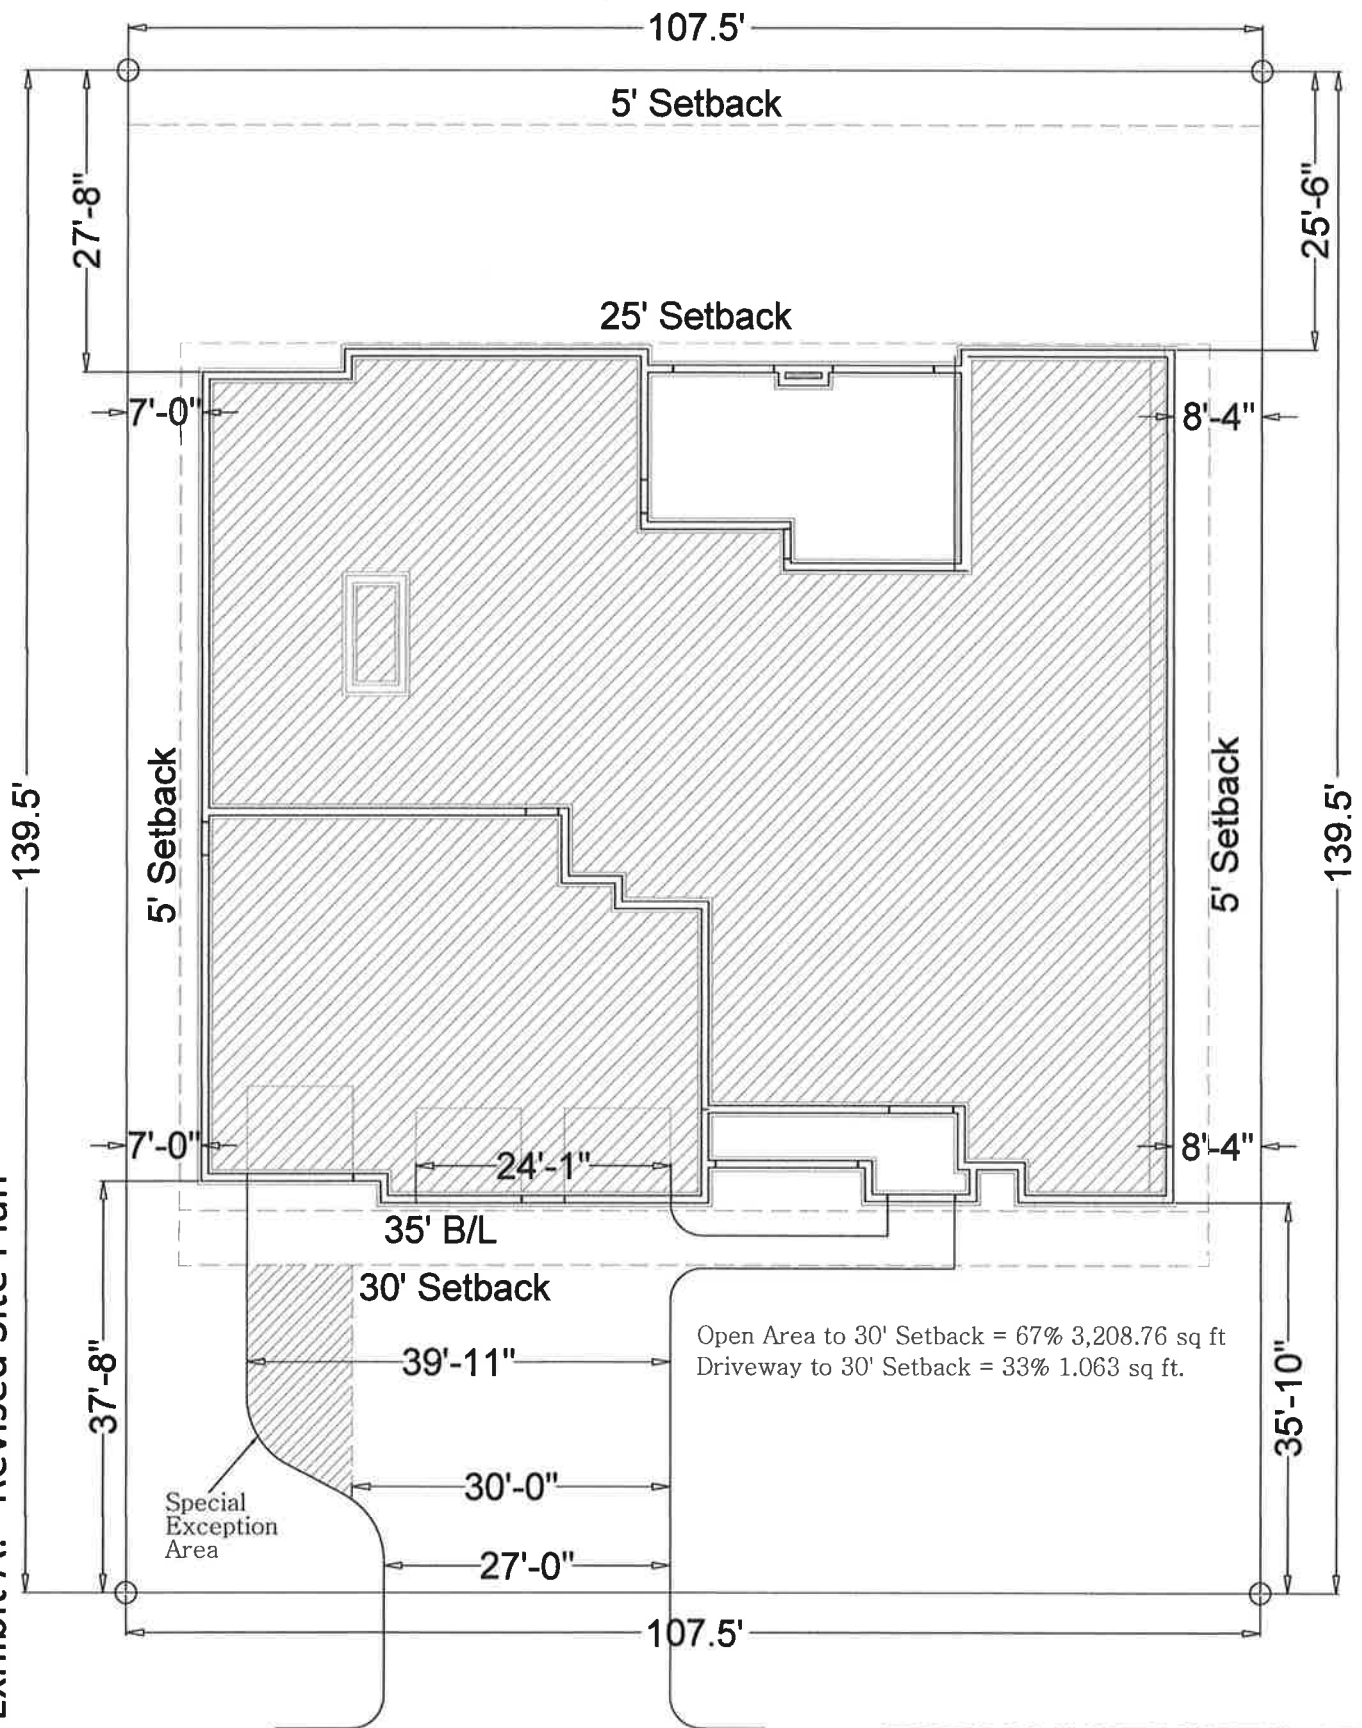 107.5'
5' Setback
27'-8"
25'-6"
25' Setback
7'-0"
8'-4"
139.5'
5' Setback
5' Setback
139.5'
7'-0"
24'-1"
8'-4"
35' B/L
30' Setback
Open Area to 30' Setback = 67% 3,208.76 sq ft
Driveway to 30' Setback = 33% 1.063 sq ft.
39'-11"
37'-8"
35'-10"
30'-0"
Special
Exception
Area
27'-0"
107.5'
Revised Site Plan